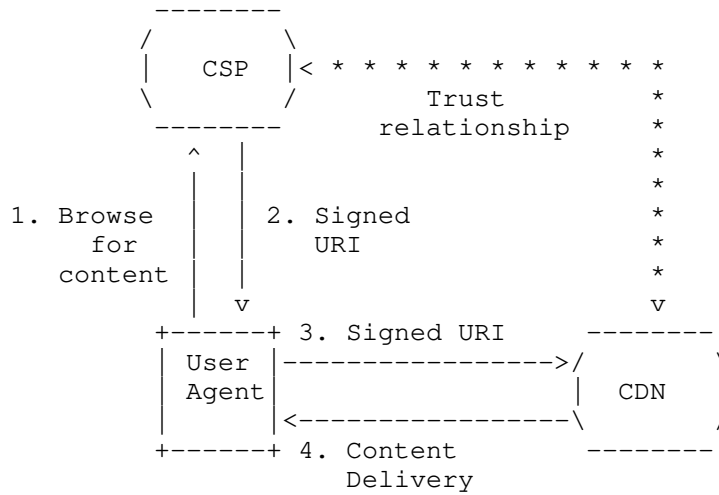 CSP
Trust
relationship
1. Browse
for
content
2. Signed
URI
3. Signed URI
User
Agent
CDN
4. Content
Delivery